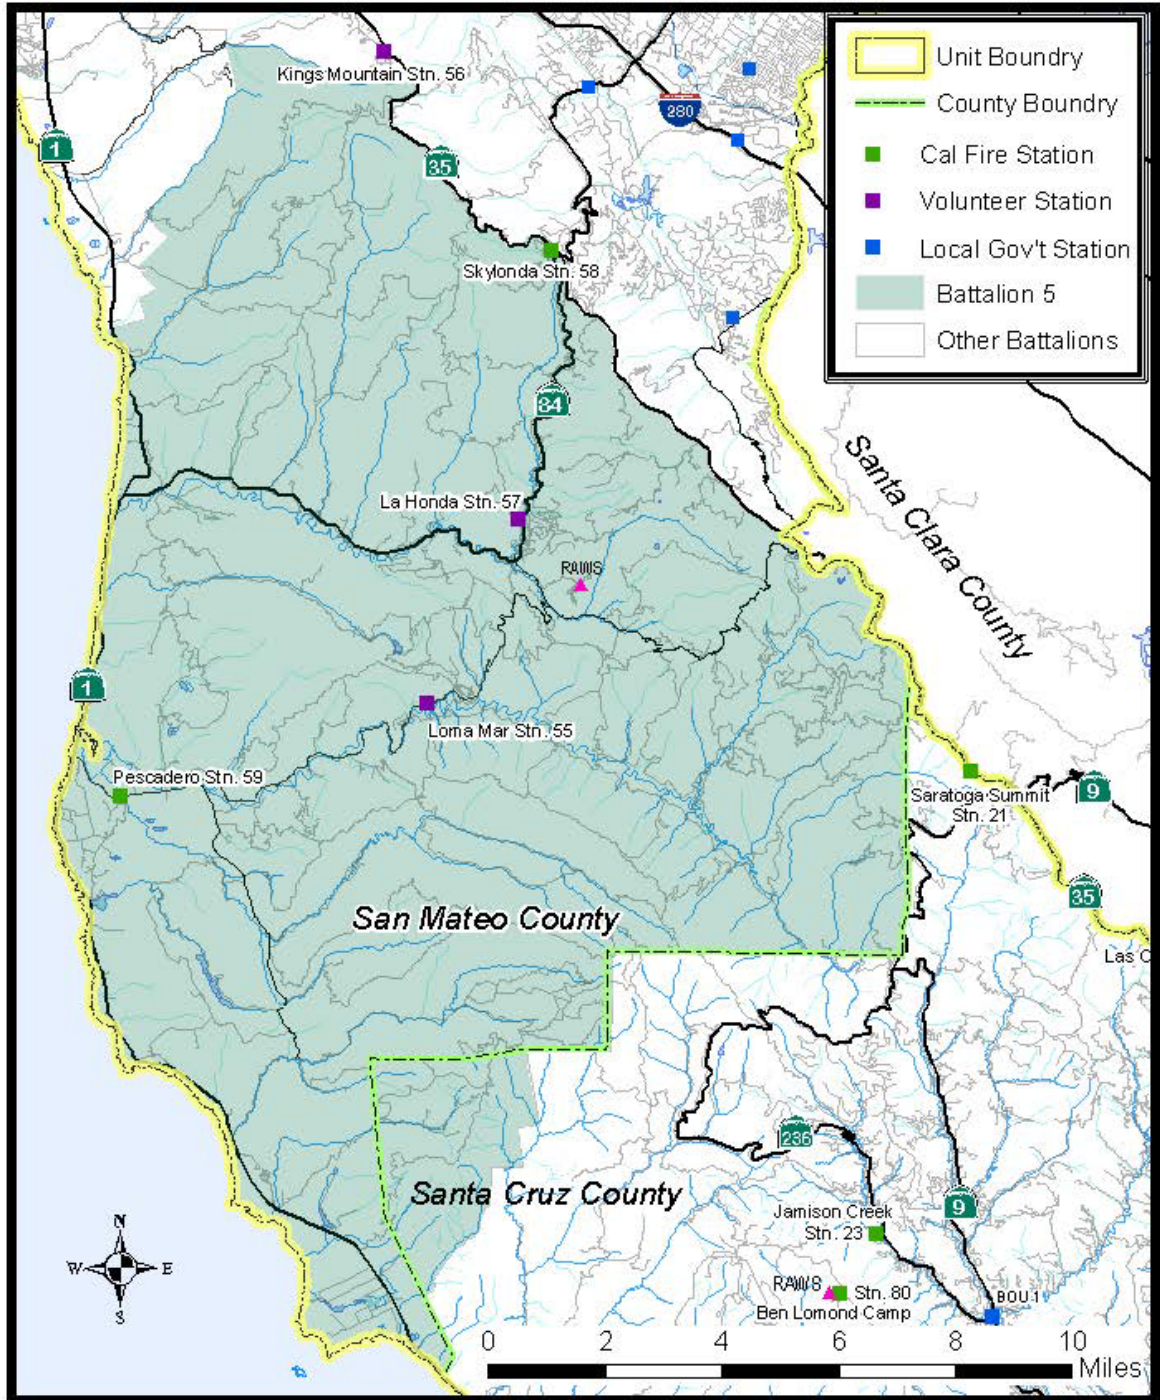 Unit Boundry
County Boundry
Cal Fire Station
Volunteer Station
Local Gov't Station
Battalion 5
Other Battalions
Kings Mountain Stn. 56
280
1
35
Skylonda Stn. 58
84
Santa Clara County
La Honda Stn. 57
RAWS
1
Loma Mar Stn. 55
Pescadero Stn. 59
Saratoga Summit
Stn. 21
9
35
San Mateo County
Las C
236
Santa Cruz County
9
Jamison Creek
Stn. 23
N
W
E
S
RAWS
Stn. 80
Ben Lomond Camp
BOU1
0 2 4 6 8 10
Miles